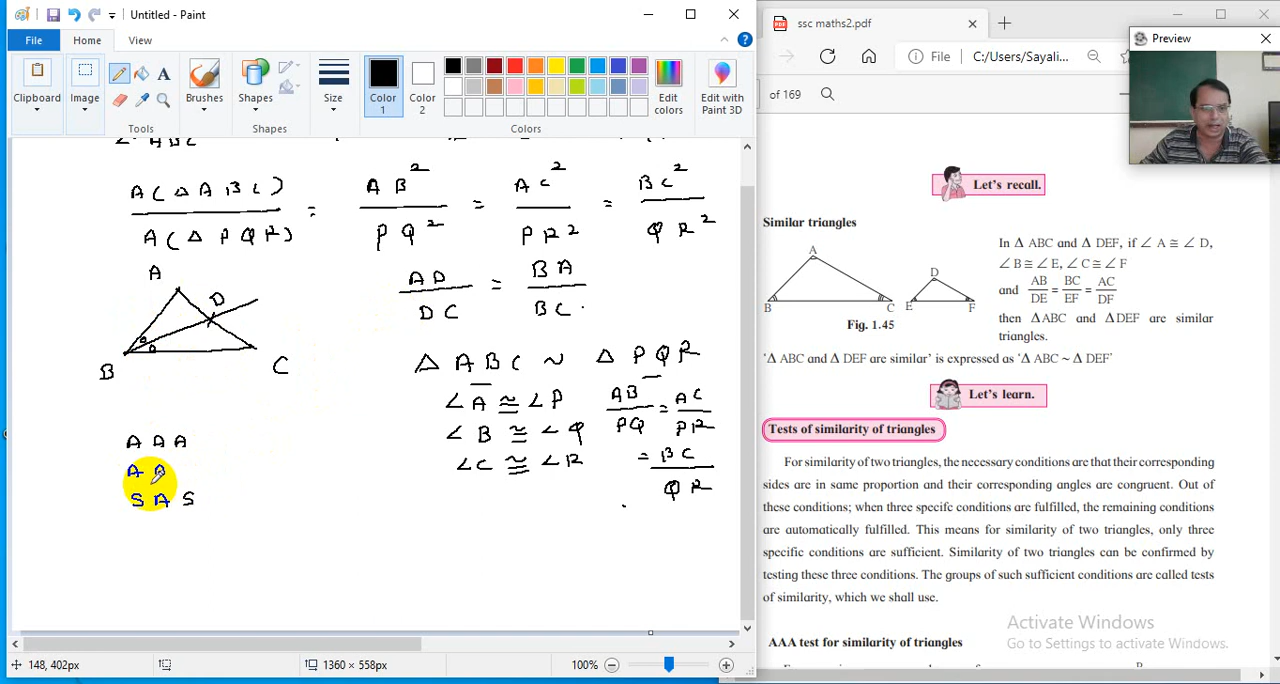 Untitled - Paint
File
Home
View
Clipboard
Image
Tools
Brushes
Shapes
Shapes
Size
Color 1
Color 2
Colors
Edit colors
Edit with Paint 3D
A(△ABC) / A(△PQR) = AB² / PQ² = AC² / PR² = BC² / QR²
AD / DC = BA / BC
A
D
B
C
△ABC ~ △PQR
∠A ≅ ∠P
∠B ≅ ∠Q
∠C ≅ ∠R
AB / PQ = AC / PR
= BC / QR
AAA
AA
SAS
148, 402px
1360 × 558px
100%
ssc maths2.pdf
File
C:/Users/Sayali...
of 169
Preview
Let's recall.
Similar triangles
A
B
C
D
E
F
Fig. 1.45
In Δ ABC and Δ DEF, if ∠ A ≅ ∠ D,
∠ B ≅ ∠ E, ∠ C ≅ ∠ F
and AB/DE = BC/EF = AC/DF
then ΔABC and ΔDEF are similar
triangles.
'Δ ABC and Δ DEF are similar' is expressed as 'Δ ABC ~ Δ DEF'
Let's learn.
Tests of similarity of triangles
For similarity of two triangles, the necessary conditions are that their corresponding
sides are in same proportion and their corresponding angles are congruent. Out of
these conditions; when three specifc conditions are fulfilled, the remaining conditions
are automatically fulfilled. This means for similarity of two triangles, only three
specific conditions are sufficient. Similarity of two triangles can be confirmed by
testing these three conditions. The groups of such sufficient conditions are called tests
of similarity, which we shall use.
AAA test for similarity of triangles
Activate Windows
Go to Settings to activate Windows.